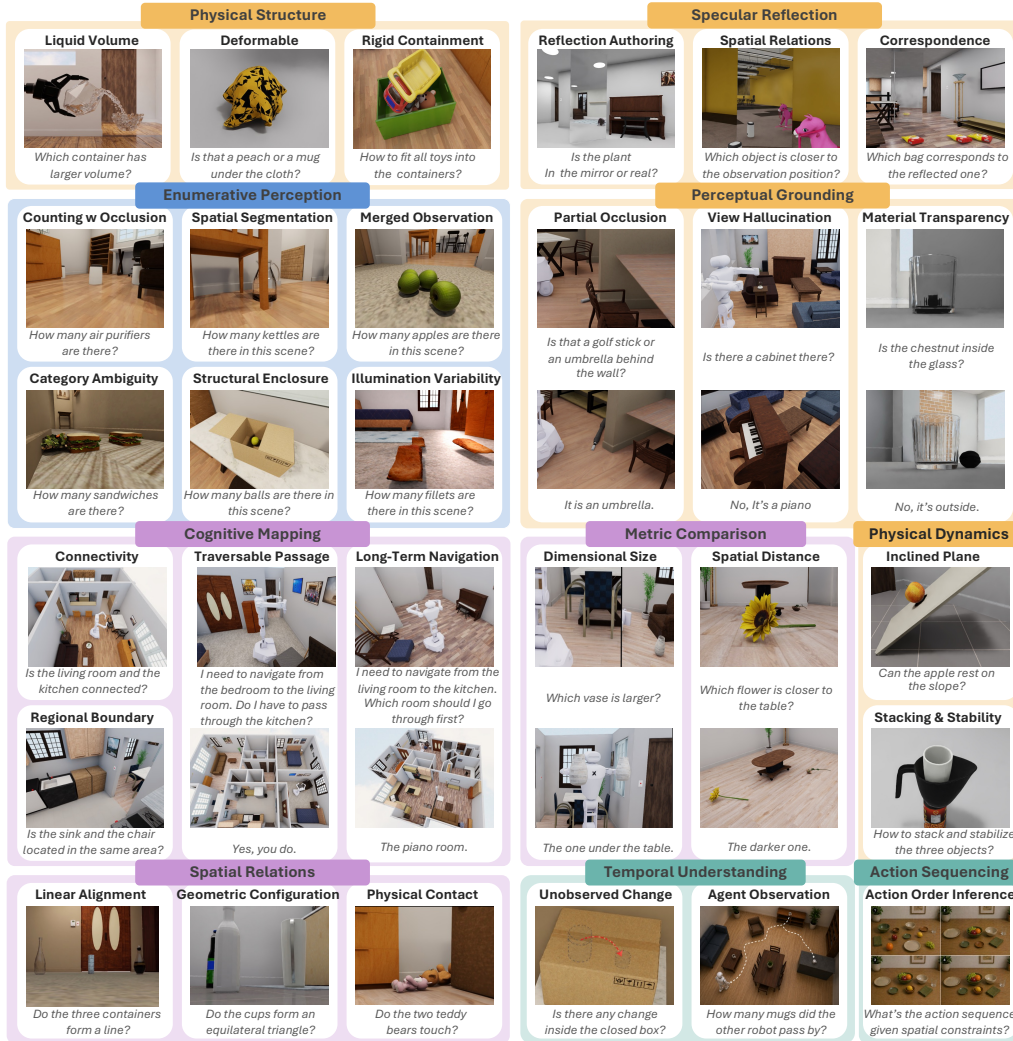 Physical Structure
Liquid Volume
Which container has
larger volume?
Deformable
Is that a peach or a mug
under the cloth?
Rigid Containment
How to fit all toys into
the containers?
Specular Reflection
Reflection Authoring
Is the plant
In the mirror or real?
Spatial Relations
Which object is closer to
the observation position?
Correspondence
Which bag corresponds to
the reflected one?
Enumerative Perception
Counting w Occlusion
How many air purifiers
are there?
Spatial Segmentation
How many kettles are
there in this scene?
Merged Observation
How many apples are there
in this scene?
Category Ambiguity
How many sandwiches
are there?
Structural Enclosure
How many balls are there in
this scene?
Illumination Variability
How many fillets are
there in this scene?
Perceptual Grounding
Partial Occlusion
Is that a golf stick or
an umbrella behind
the wall?
It is an umbrella.
View Hallucination
Is there a cabinet there?
No, It's a piano
Material Transparency
Is the chestnut inside
the glass?
No, it's outside.
Cognitive Mapping
Connectivity
Is the living room and the
kitchen connected?
Regional Boundary
Is the sink and the chair
located in the same area?
Traversable Passage
I need to navigate from
the bedroom to the living
room. Do I have to pass
through the kitchen?
Yes, you do.
Long-Term Navigation
I need to navigate from the
living room to the kitchen.
Which room should I go
through first?
The piano room.
Metric Comparison
Dimensional Size
Which vase is larger?
The one under the table.
Spatial Distance
Which flower is closer to
the table?
The darker one.
Physical Dynamics
Inclined Plane
Can the apple rest on
the slope?
Stacking & Stability
How to stack and stabilize
the three objects?
Spatial Relations
Linear Alignment
Do the three containers
form a line?
Geometric Configuration
Do the cups form an
equilateral triangle?
Physical Contact
Do the two teddy
bears touch?
Temporal Understanding
Unobserved Change
Is there any change
inside the closed box?
Agent Observation
How many mugs did the
other robot pass by?
Action Sequencing
Action Order Inference
What's the action sequence
given spatial constraints?